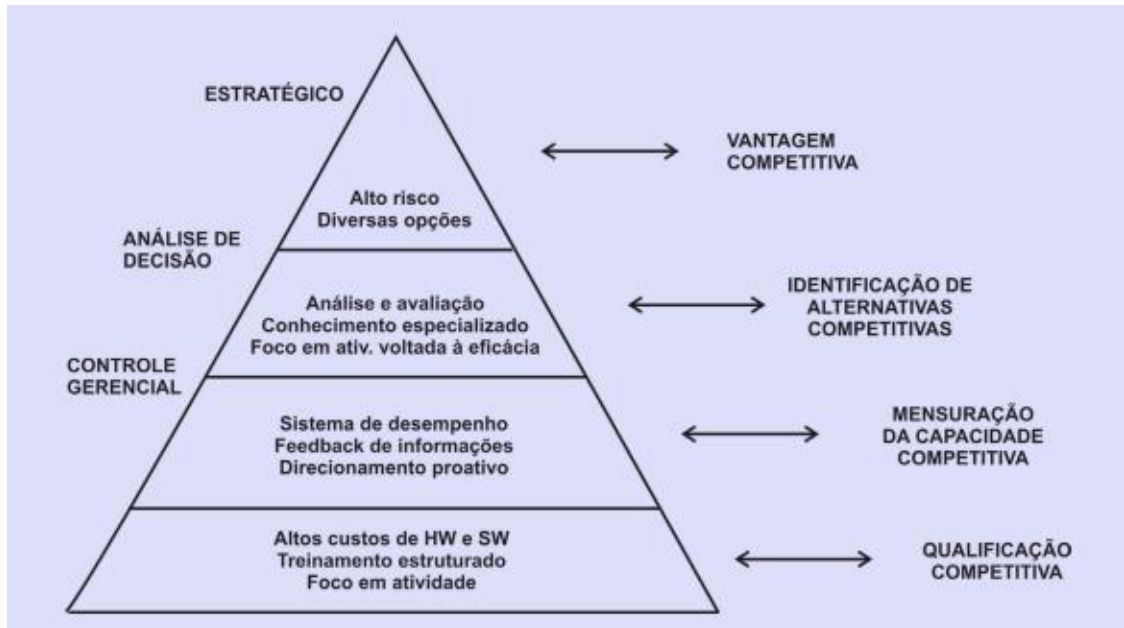 ESTRATÉGICO
VANTAGEM
COMPETITIVA
Alto risco
Diversas opções
ANÁLISE DE
DECISÃO
IDENTIFICAÇÃO DE
ALTERNATIVAS
COMPETITIVAS
Análise e avaliação
Conhecimento especializado
Foco em ativ. voltada à eficácia
CONTROLE
GERENCIAL
MENSURAÇÃO
DA CAPACIDADE
COMPETITIVA
Sistema de desempenho
Feedback de informações
Direcionamento proativo
Altos custos de HW e SW
Treinamento estruturado
Foco em atividade
QUALIFICAÇÃO
COMPETITIVA